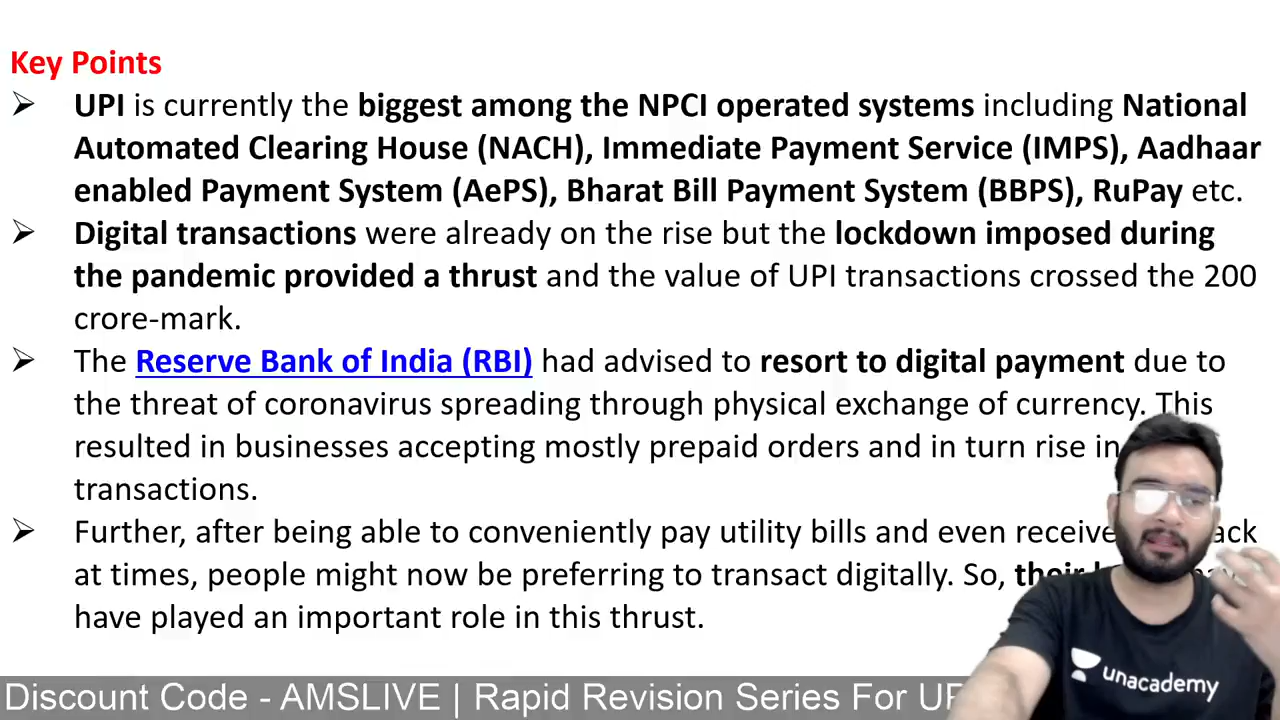 Key Points
➢ UPI is currently the biggest among the NPCI operated systems including National
Automated Clearing House (NACH), Immediate Payment Service (IMPS), Aadhaar
enabled Payment System (AePS), Bharat Bill Payment System (BBPS), RuPay etc.
➢ Digital transactions were already on the rise but the lockdown imposed during
the pandemic provided a thrust and the value of UPI transactions crossed the 200
crore-mark.
➢ The Reserve Bank of India (RBI) had advised to resort to digital payment due to
the threat of coronavirus spreading through physical exchange of currency. This
resulted in businesses accepting mostly prepaid orders and in turn rise in
transactions.
➢ Further, after being able to conveniently pay utility bills and even receive
at times, people might now be preferring to transact digitally. So, their
have played an important role in this thrust.
unacademy
Discount Code - AMSLIVE | Rapid Revision Series For